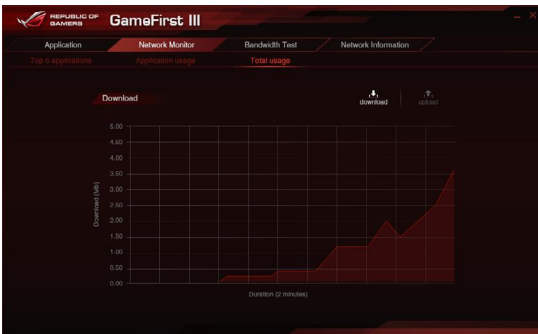 REPUBLIC OF
GAMERS
GameFirst III
Application
Network Monitor
Bandwidth Test
Network Information
Top 5 applications
Application usage
Total usage
Download
download
upload
5.00
4.50
4.00
3.50
3.00
2.50
2.00
1.50
1.00
0.50
0.00
Download (Mb)
Duration (2 minutes)